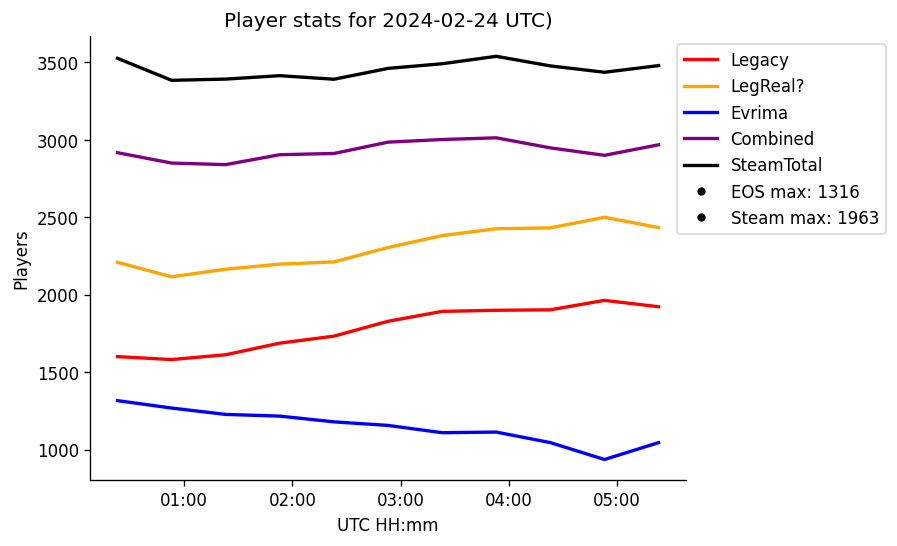 Player stats for 2024-02-24 UTC)
Players
3500
3000
2500
2000
1500
1000
01:00
02:00
03:00
04:00
05:00
UTC HH:mm
Legacy
LegReal?
Evrima
Combined
SteamTotal
EOS max: 1316
Steam max: 1963